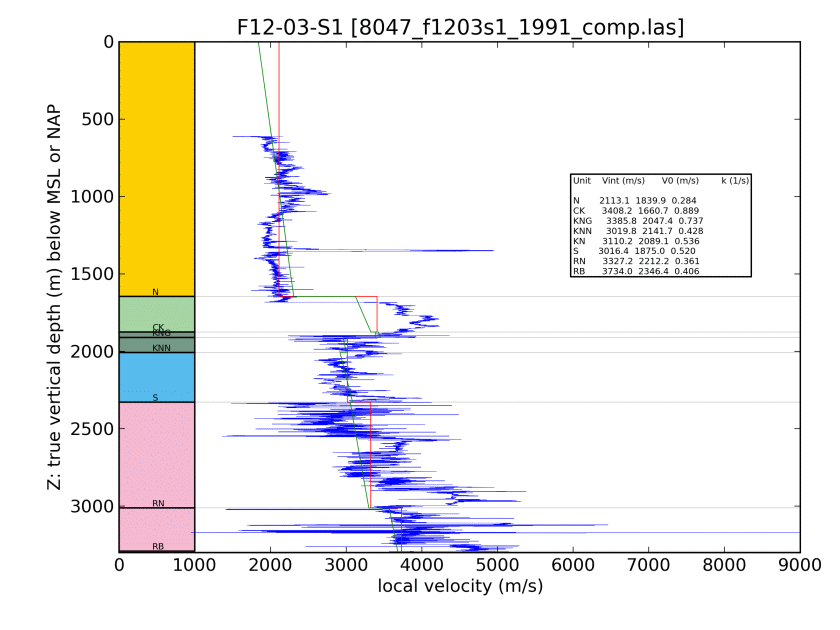 F12-03-S1 [8047_f1203s1_1991_comp.las]
0
500
1000
1500
2000
2500
3000
Z: true vertical depth (m) below MSL or NAP
N
CK
KNG
KNN
S
RN
RB
Unit Vint (m/s) V0 (m/s) k (1/s)
N 2113.1 1839.9 0.284
CK 3408.2 1660.7 0.889
KNG 3385.8 2047.4 0.737
KNN 3019.8 2141.7 0.428
KN 3110.2 2089.1 0.536
S 3016.4 1875.0 0.520
RN 3327.2 2212.2 0.361
RB 3734.0 2346.4 0.406
0 1000 2000 3000 4000 5000 6000 7000 8000 9000
local velocity (m/s)